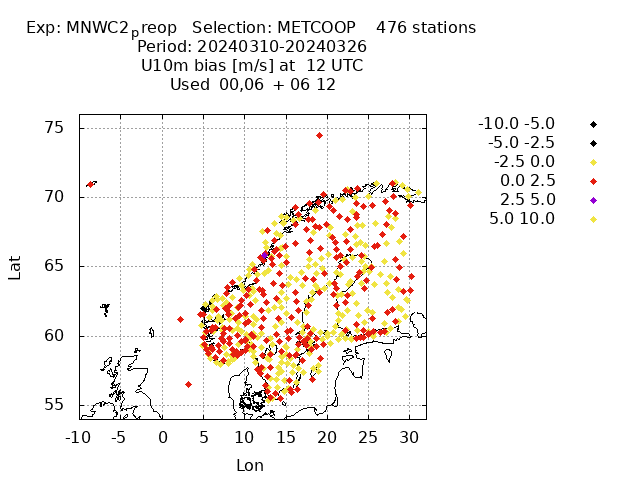 Exp: MNWC2_preop Selection: METCOOP 476 stations
Period: 20240310-20240326
U10m bias [m/s] at 12 UTC
Used 00,06 + 06 12
-10.0 -5.0
-5.0 -2.5
-2.5 0.0
0.0 2.5
2.5 5.0
5.0 10.0
75
70
65
60
55
Lat
-10 -5 0 5 10 15 20 25 30
Lon